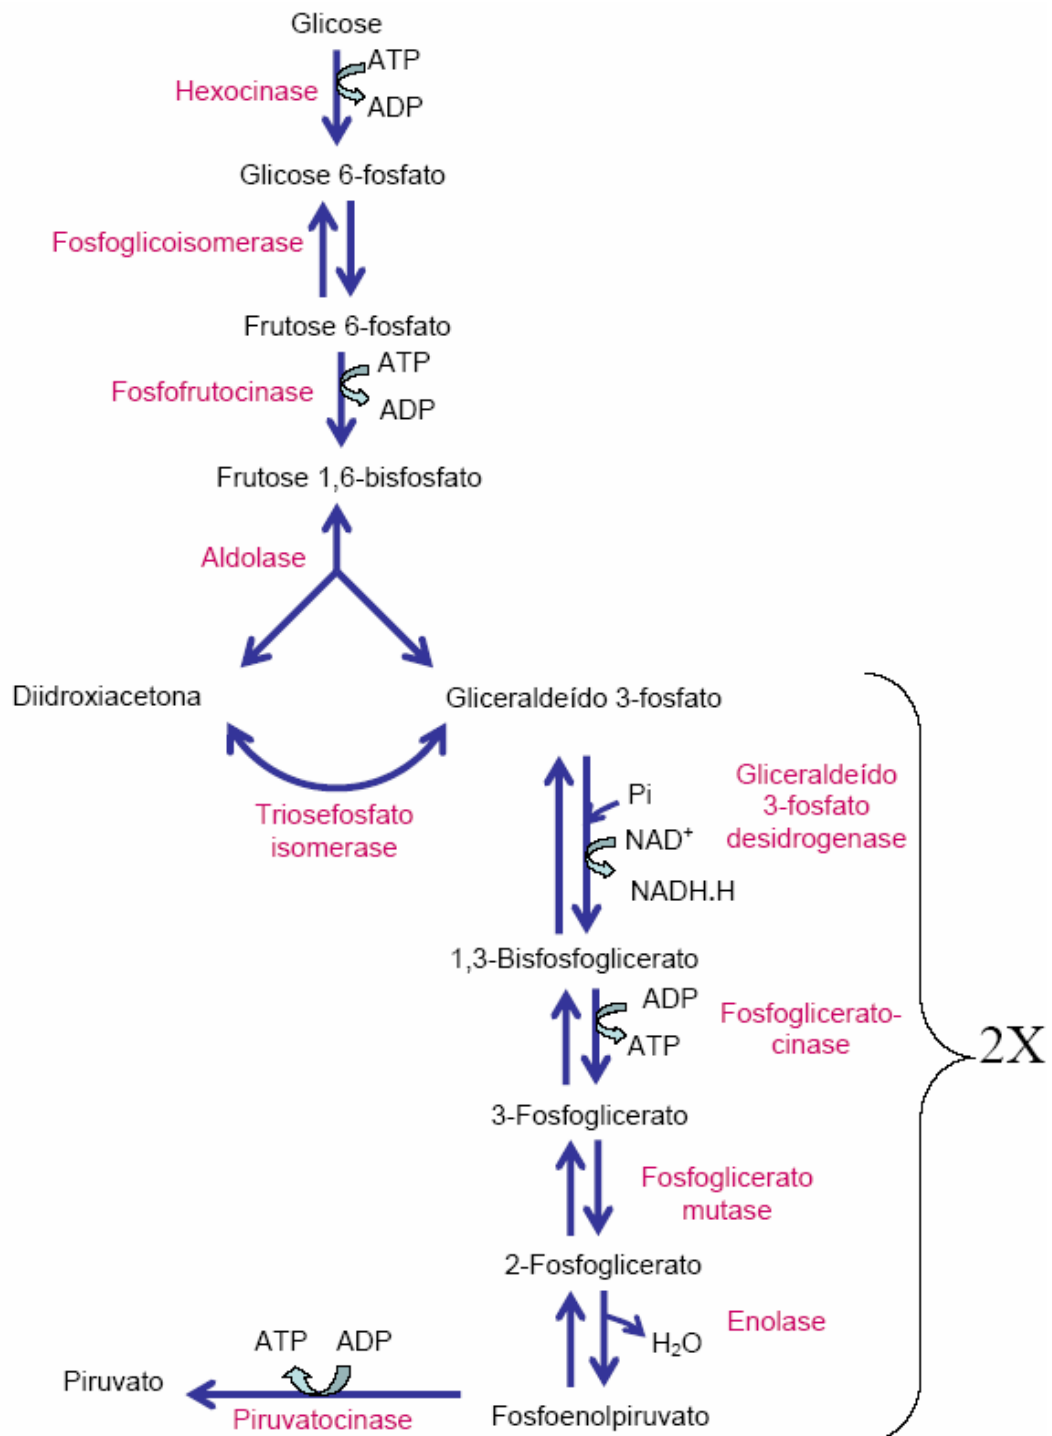 Glicose
ATP
Hexocinase
ADP
Glicose 6-fosfato
Fosfoglicoisomerase
Frutose 6-fosfato
ATP
Fosfofrutocinase
ADP
Frutose 1,6-bisfosfato
Aldolase
Diidroxiacetona
Gliceraldeído 3-fosfato
Triosefosfato
isomerase
Gliceraldeído
3-fosfato
desidrogenase
Pi
NAD⁺
NADH.H
1,3-Bisfosfoglicerato
ADP
ATP
Fosfoglicerato-
cinase
2X
3-Fosfoglicerato
Fosfoglicerato
mutase
2-Fosfoglicerato
Enolase
H₂O
Fosfoenolpiruvato
ATP ADP
Piruvatocinase
Piruvato